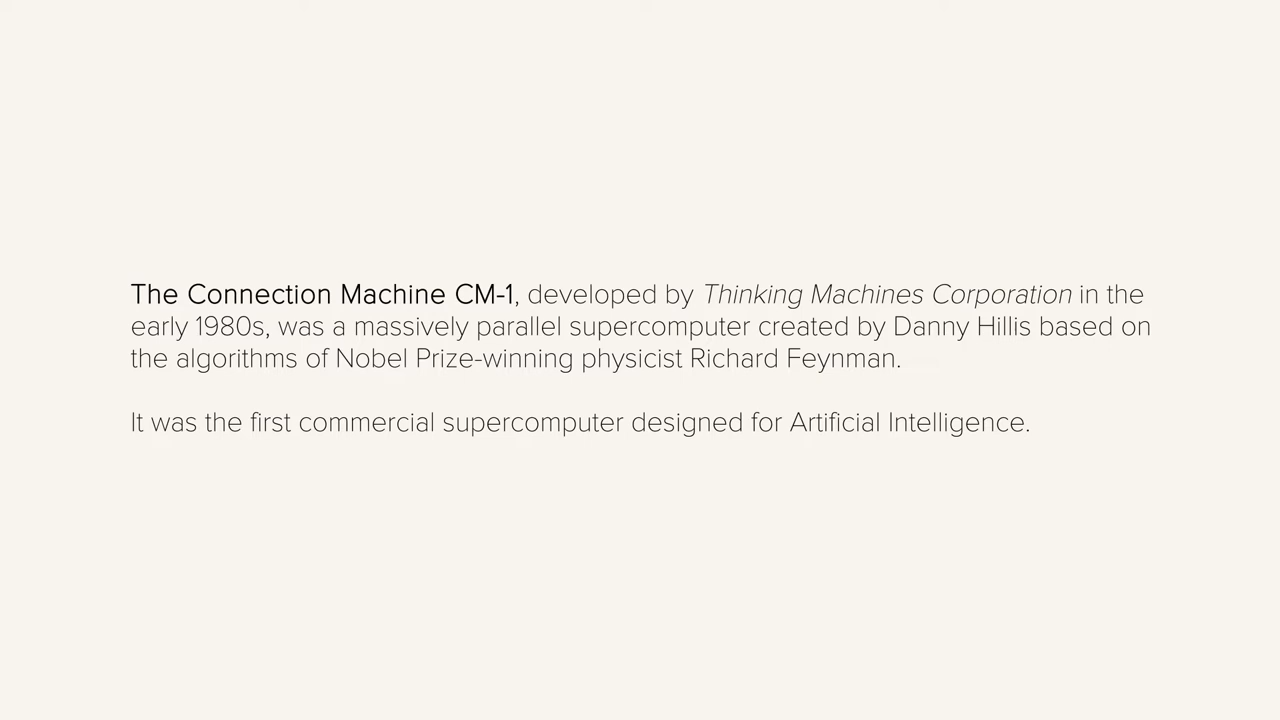 The Connection Machine CM-1, developed by Thinking Machines Corporation in the
early 1980s, was a massively parallel supercomputer created by Danny Hillis based on
the algorithms of Nobel Prize-winning physicist Richard Feynman.
It was the first commercial supercomputer designed for Artificial Intelligence.